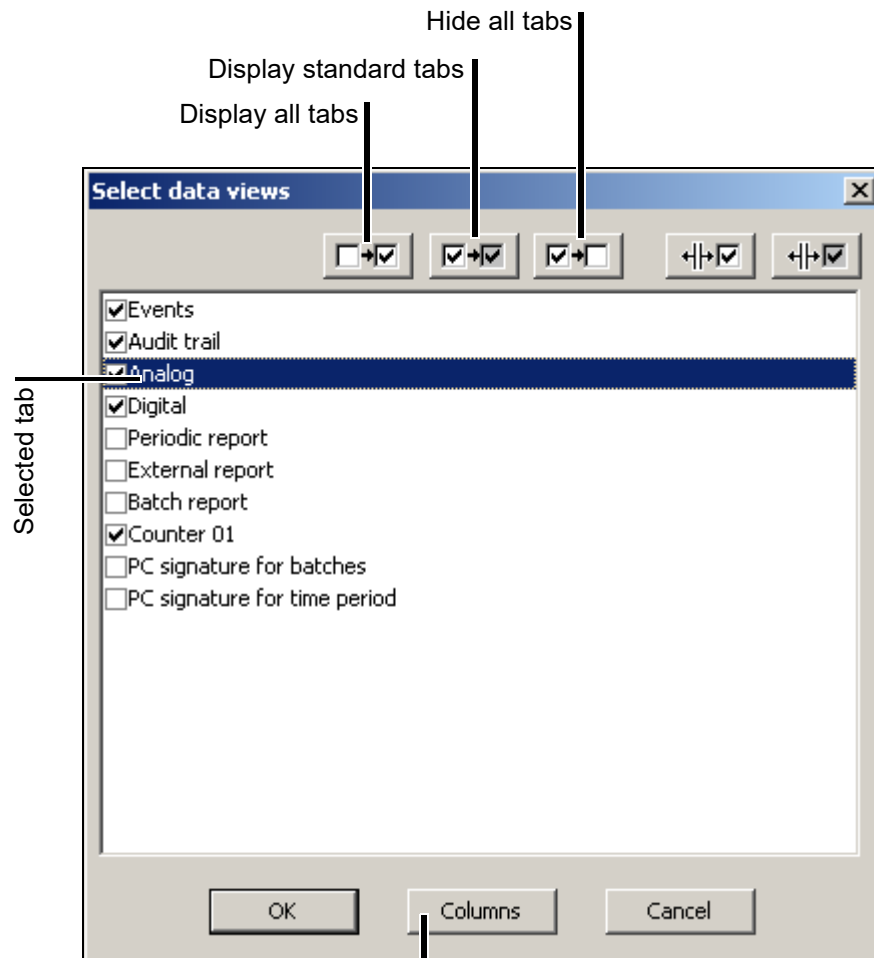 Hide all tabs
Display standard tabs
Display all tabs
Select data views
Events
Audit trail
Analog
Selected tab
Digital
Periodic report
External report
Batch report
Counter 01
PC signature for batches
PC signature for time period
OK
Columns
Cancel